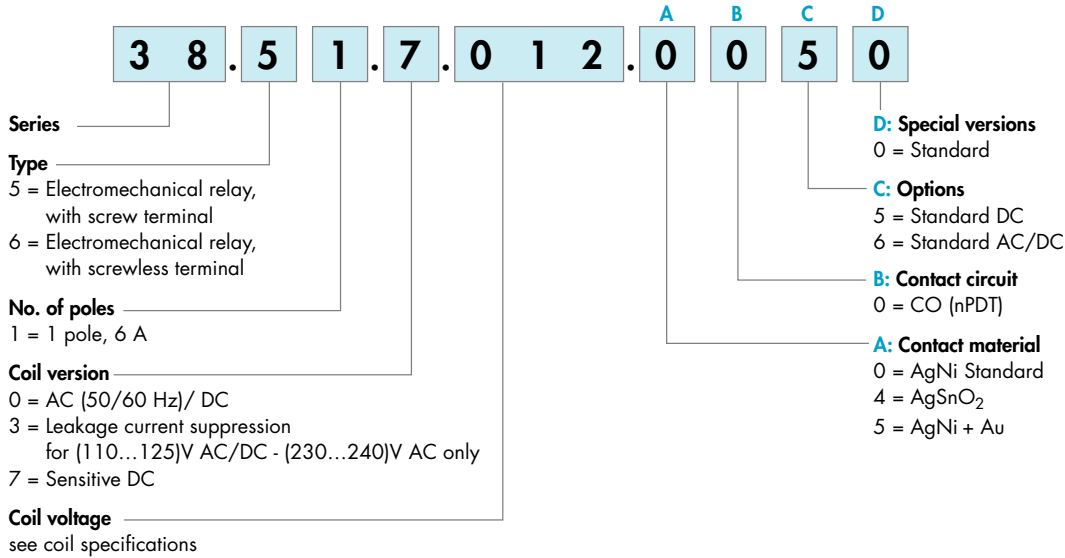 A B C D
3 8 . 5 1 . 7 . 0 1 2 . 0 0 5 0
Series
Type
5 = Electromechanical relay,
with screw terminal
6 = Electromechanical relay,
with screwless terminal
No. of poles
1 = 1 pole, 6 A
Coil version
0 = AC (50/60 Hz)/ DC
3 = Leakage current suppression
for (110…125)V AC/DC - (230…240)V AC only
7 = Sensitive DC
Coil voltage
see coil specifications
D: Special versions
0 = Standard
C: Options
5 = Standard DC
6 = Standard AC/DC
B: Contact circuit
0 = CO (nPDT)
A: Contact material
0 = AgNi Standard
4 = AgSnO₂
5 = AgNi + Au